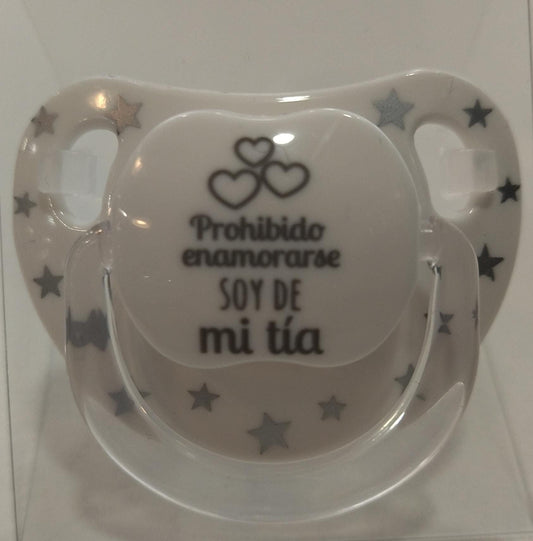 Prohibido
enamorarse
SOY DE
mi tía